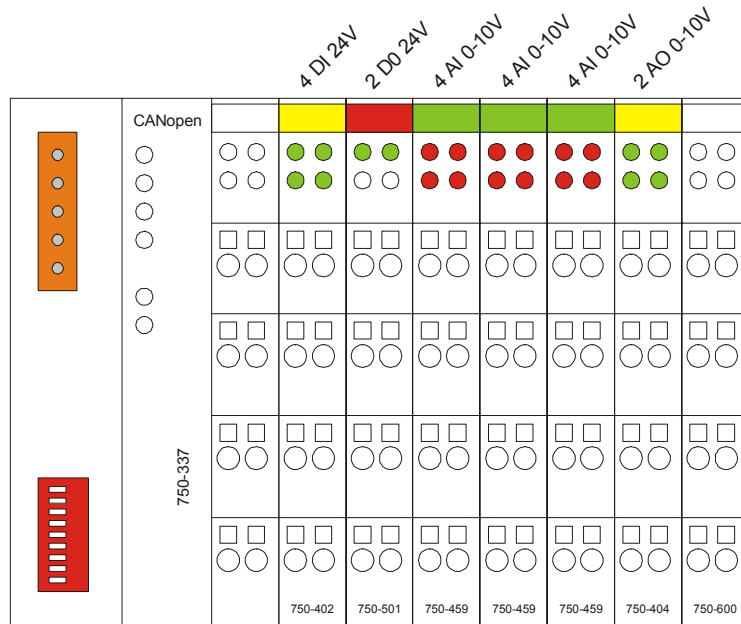 4 DI 24V
2 D0 24V
4 AI 0-10V
4 AI 0-10V
4 AI 0-10V
2 AO 0-10V
CANopen
750-337
750-402
750-501
750-459
750-459
750-459
750-404
750-600